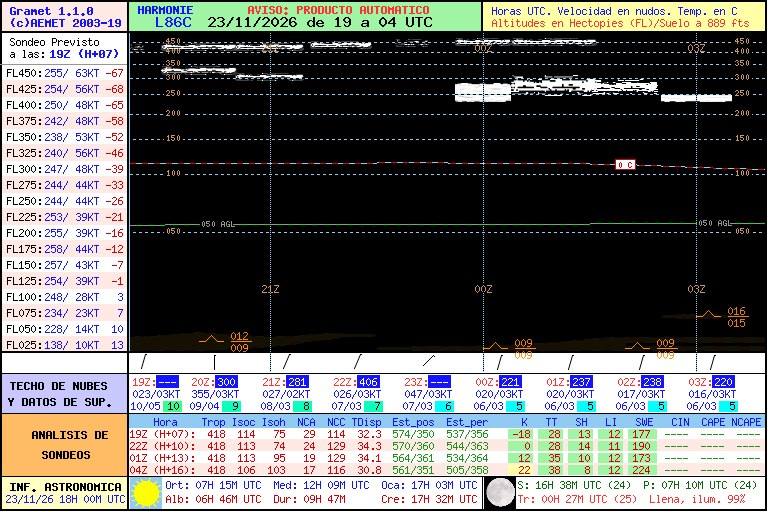 Gramet 1.1.0
(c)AEMET 2003-19
HARMONIE
L86C
AVISO: PRODUCTO AUTOMATICO
23/11/2026 de 19 a 04 UTC
Horas UTC. Velocidad en nudos. Temp. en C
Altitudes en Hectopies (FL)/Suelo a 889 fts
Sondeo Previsto
a las: 19Z (H+07)
FL450: 255/ 63KT -67
FL425: 254/ 56KT -68
FL400: 250/ 48KT -65
FL375: 242/ 48KT -58
FL350: 238/ 53KT -52
FL325: 240/ 56KT -46
FL300: 247/ 48KT -39
FL275: 244/ 44KT -33
FL250: 244/ 44KT -26
FL225: 253/ 39KT -21
FL200: 255/ 39KT -16
FL175: 258/ 44KT -12
FL150: 257/ 43KT -7
FL125: 254/ 39KT -1
FL100: 248/ 28KT 3
FL075: 234/ 23KT 7
FL050: 228/ 14KT 10
FL025: 138/ 10KT 13
450 21Z 00Z 03Z 450
400 400
350 350
300 300
250 250
200 200
150 150
0 C
100 100
050 AGL 050 AGL
050 050
21Z 00Z 03Z
016
015
012
009
009
009
009
009
TECHO DE NUBES
Y DATOS DE SUP.
19Z:--- 20Z:300 21Z:281 22Z:406 23Z:--- 00Z:221 01Z:237 02Z:238 03Z:220
023/03KT 355/03KT 027/02KT 026/03KT 047/03KT 020/03KT 020/03KT 017/03KT 016/03KT
10/05 10 09/04 9 08/03 8 07/03 7 07/03 6 06/03 5 06/03 5 06/03 5 06/03 5
ANALISIS DE
SONDEOS
Hora Trop Isoc Isoh NCA NCC TDisp Est_pos Est_per K TT SH LI SWE CIN CAPE NCAPE
19Z (H+07): 418 114 75 29 114 32.3 574/350 537/356 -18 28 13 12 177 ---- ---- ----
22Z (H+10): 418 113 74 24 129 34.3 570/360 544/363 0 28 14 11 190 ---- ---- ----
01Z (H+13): 418 113 95 19 129 34.1 564/361 534/364 12 35 10 12 173 ---- ---- ----
04Z (H+16): 418 106 103 17 116 30.8 561/351 505/358 22 38 8 12 224 ---- ---- ----
INF. ASTRONOMICA
23/11/26 18H 00M UTC
Ort: 07H 15M UTC Med: 12H 09M UTC Oca: 17H 03M UTC
Alb: 06H 46M UTC Dur: 09H 47M Cre: 17H 32M UTC
S: 16H 38M UTC (24) P: 07H 10M UTC (24)
Tr: 00H 27M UTC (25) Llena, ilum. 99%